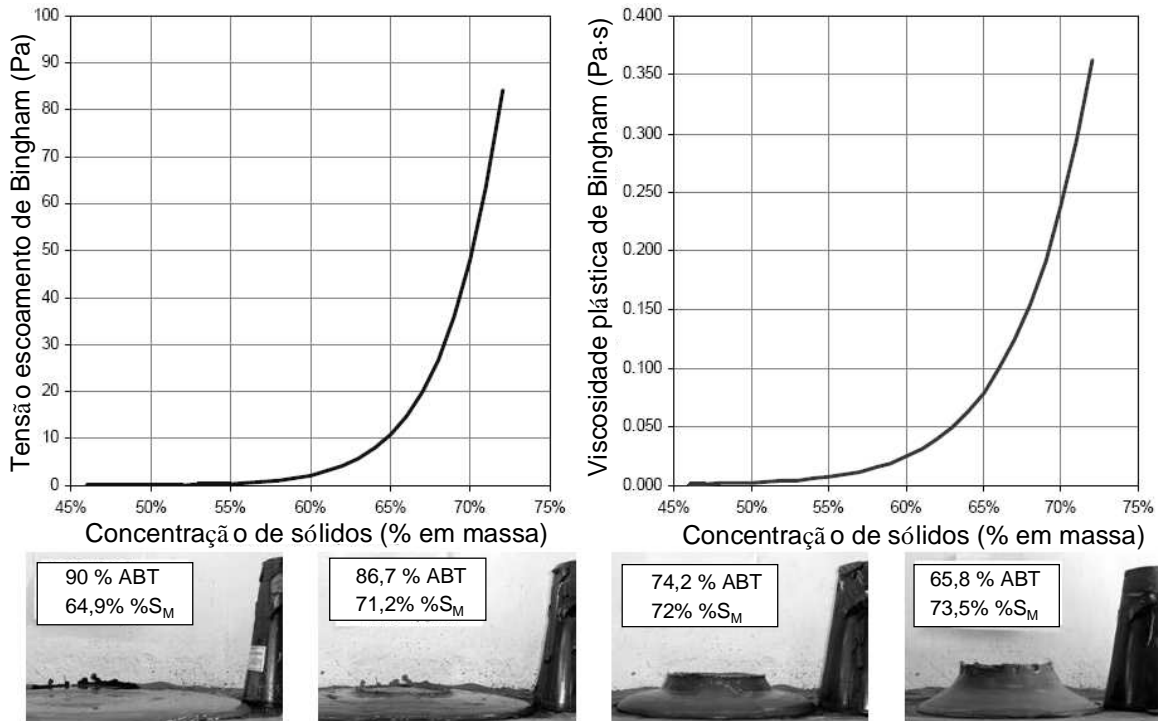 Tensão escoamento de Bingham (Pa)
100
90
80
70
60
50
40
30
20
10
0
45%
50%
55%
60%
65%
70%
75%
Concentração de sólidos (% em massa)
Viscosidade plástica de Bingham (Pa·s)
0.400
0.350
0.300
0.250
0.200
0.150
0.100
0.050
0.000
45%
50%
55%
60%
65%
70%
75%
Concentração de sólidos (% em massa)
90 % ABT
64,9% %S_M
86,7 % ABT
71,2% %S_M
74,2 % ABT
72% %S_M
65,8 % ABT
73,5% %S_M